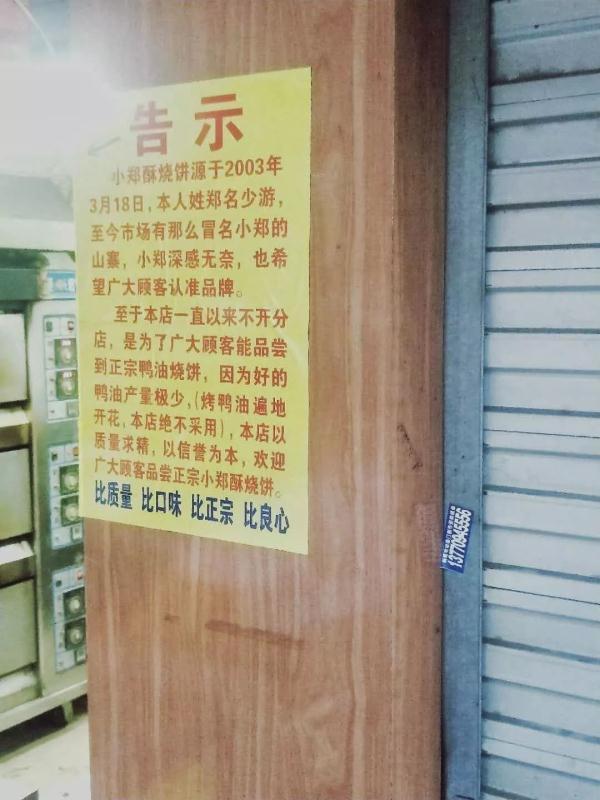 告示
小郑酥烧饼源于2003年
3月18日,本人姓郑名少游,
至今市场有那么冒名小郑的
山寨,小郑深感无奈,也希
望广大顾客认准品牌。
至于本店一直以来不开分
店,是为了广大顾客能品尝
到正宗鸭油烧饼,因为好的
鸭油产量极少,(烤鸭油遍地
开花,本店绝不采用),本店以
质量求精,以信誉为本,欢迎
广大顾客品尝正宗小郑酥烧饼。
比质量 比口味 比正宗 比良心
13770945556